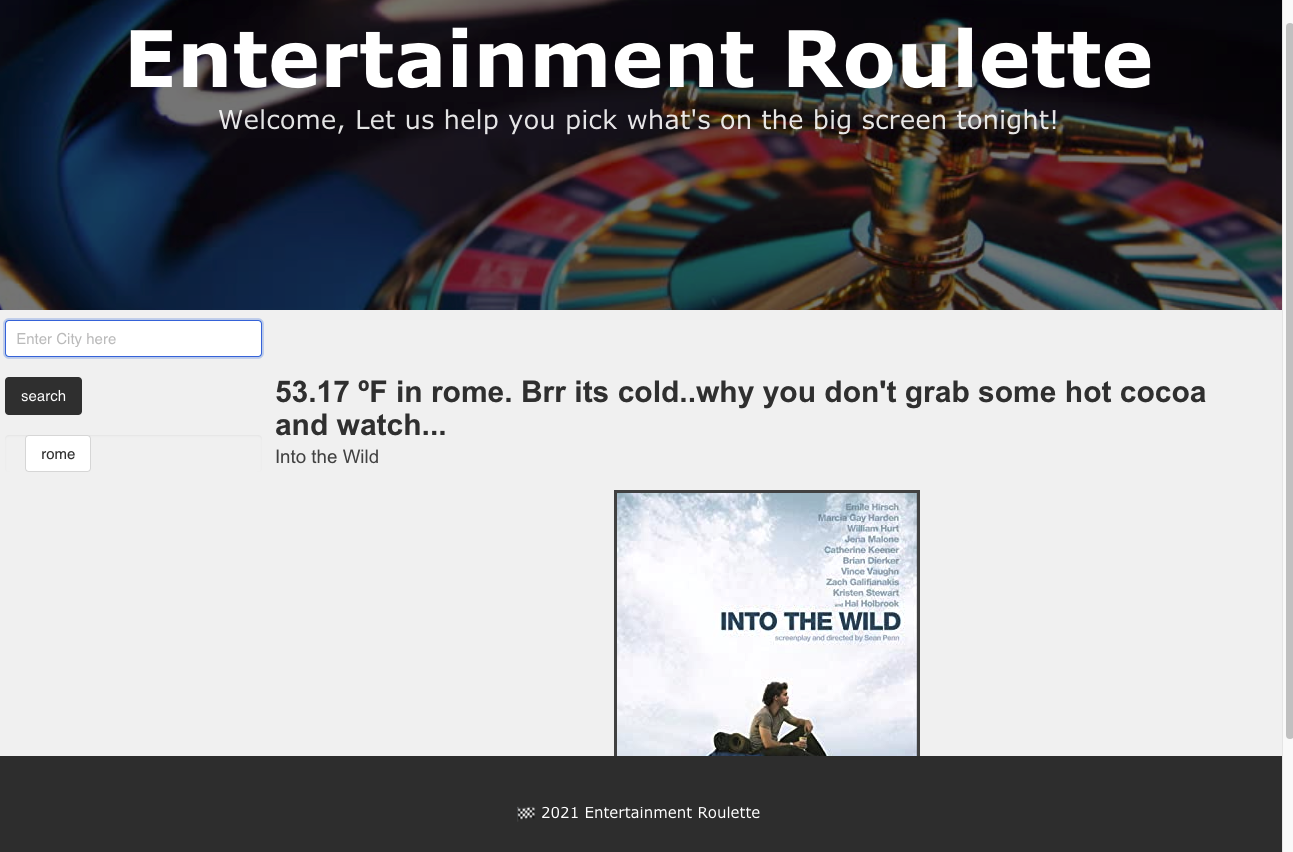 Entertainment Roulette
Welcome, Let us help you pick what's on the big screen tonight!
Enter City here
search
rome
53.17 ºF in rome. Brr its cold..why you don't grab some hot cocoa
and watch...
Into the Wild
Emile Hirsch
Marcia Gay Harden
William Hurt
Jena Malone
Catherine Keener
Brian Dierker
Vince Vaughn
Zach Galifianakis
Kristen Stewart
and Hal Holbrook
INTO THE WILD
screenplay and directed by Sean Penn
🏁 2021 Entertainment Roulette